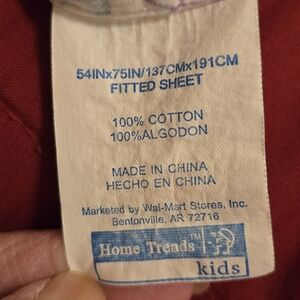 54INx75IN/137CMx191CM
FITTED SHEET
100% COTTON
100%ALGODON
MADE IN CHINA
HECHO EN CHINA
Marketed by Wal-Mart Stores, Inc.
Bentonville, AR 72716
Home Trends™
kids